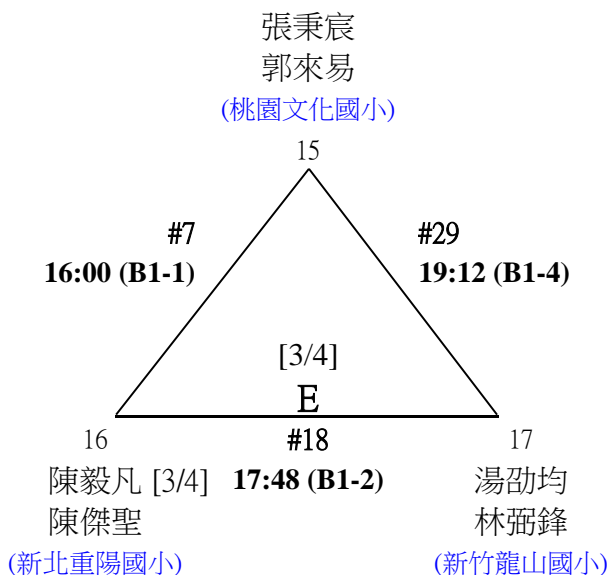 張秉宸
郭來易
(桃園文化國小)
15
#7
16:00 (B1-1)
#29
19:12 (B1-4)
[3/4]
E
16
#18
17
陳毅凡 [3/4]
17:48 (B1-2)
湯劭均
陳傑聖
林弼鋒
(新北重陽國小)
(新竹龍山國小)